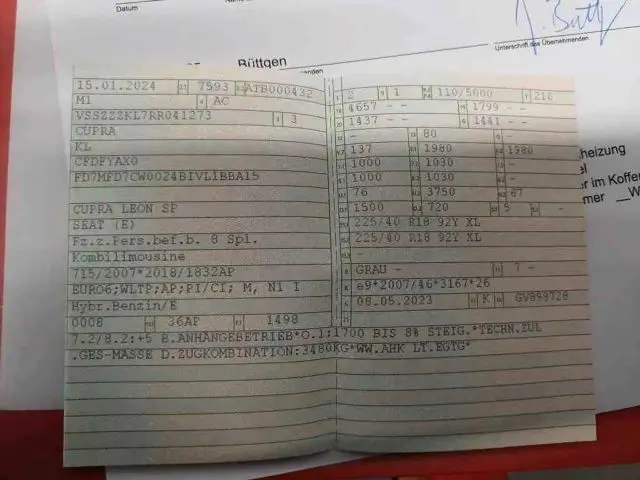 Datum
Unterschrift des Übernehmenden
Büttgen
15.01.2024 7593 ATB000432
M1 AC
VSSZZZKL7RR041273 3
CUPRA
KL
CFDFYAX0
FD7MFD7CW0024BIVL1BBA15
CUPRA LEON SP
SEAT (E)
Fz.z.Pers.bef.b. 8 Spl.
Kombilimousine
715/2007*2018/1832AP
EURO6;WLTP;AP;PI/CI; M, N1 I
Hybr.Benzin/E
0008 36AP 1498
2 1 110/5000 216
4657 - - 1799 - -
1437 - - 1441 - -
- 80 -
137 1980 1980
1000 1030 -
1000 1030 -
76 3750 67
1500 720 5 -
225/40 R18 92Y XL
225/40 R18 92Y XL
GRAU - 7 -
e9*2007/46*3167*26
08.05.2023 K GV899728
7.2/8.2:+5 B.ANHANGEBETRIEB*O.1:1700 BIS 8% STEIG.*TECHN.ZUL
.GES-MASSE D.ZUGKOMBINATION:3480KG*WW.AHK LT.EGTG*
heizung
er im Koffer